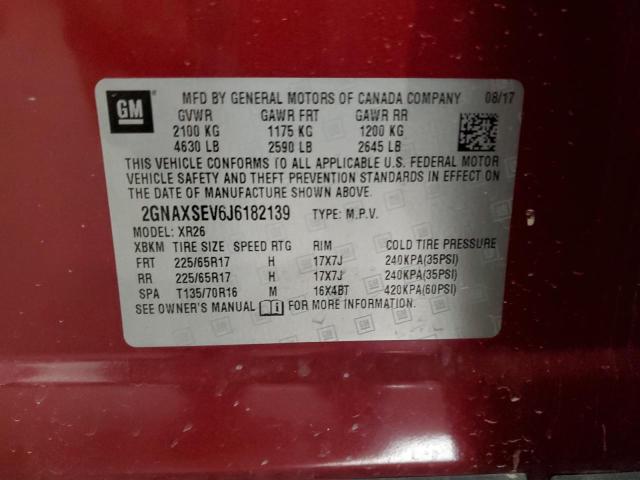 GM
MFD BY GENERAL MOTORS OF CANADA COMPANY 08/17
GVWR GAWR FRT GAWR RR
2100 KG 1175 KG 1200 KG
4630 LB 2590 LB 2645 LB
THIS VEHICLE CONFORMS TO ALL APPLICABLE U.S. FEDERAL MOTOR
VEHICLE SAFETY AND THEFT PREVENTION STANDARDS IN EFFECT ON
THE DATE OF MANUFACTURE SHOWN ABOVE.
2GNAXSEV6J6182139 TYPE: M.P.V.
MODEL: XR26
XBKM TIRE SIZE SPEED RTG RIM COLD TIRE PRESSURE
FRT 225/65R17 H 17X7J 240KPA(35PSI)
RR 225/65R17 H 17X7J 240KPA(35PSI)
SPA T135/70R16 M 16X4BT 420KPA(60PSI)
SEE OWNER'S MANUAL FOR MORE INFORMATION.